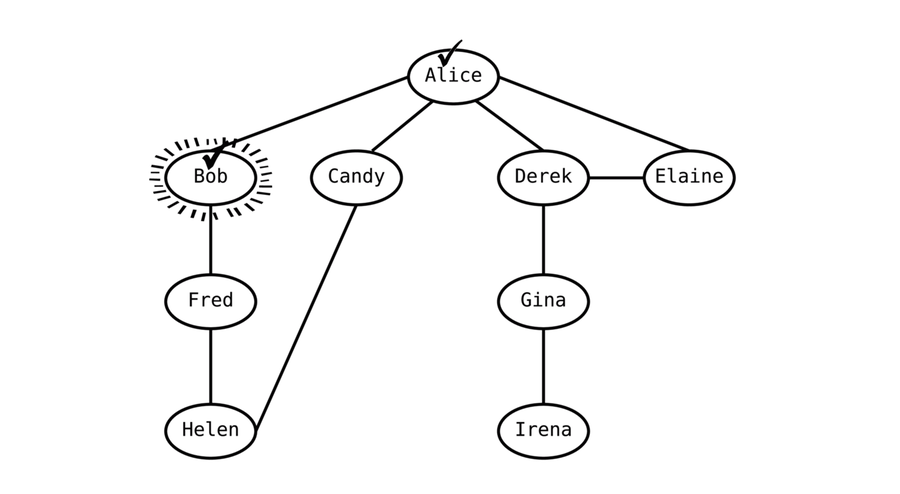 Alice
Bob
Candy
Derek
Elaine
Fred
Gina
Helen
Irena